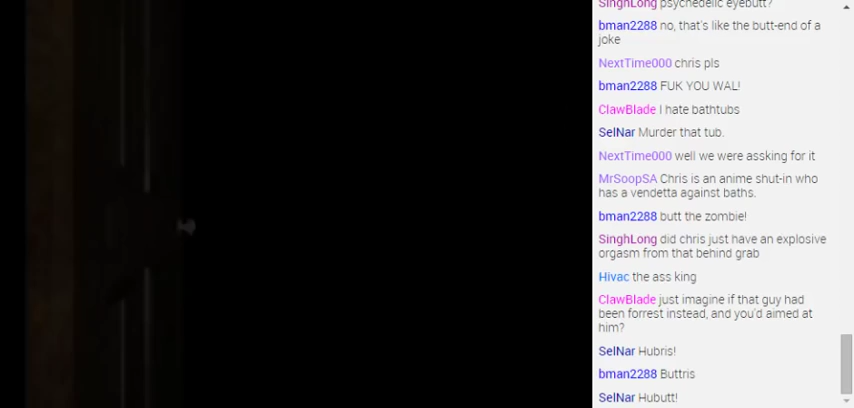 SinghLong psychedelic eyebutt?
bman2288 no, that's like the butt-end of a
joke
NextTime000 chris pls
bman2288 FUK YOU WAL!
ClawBlade I hate bathtubs
SelNar Murder that tub.
NextTime000 well we were assking for it
MrSoopSA Chris is an anime shut-in who
has a vendetta against baths.
bman2288 butt the zombie!
SinghLong did chris just have an explosive
orgasm from that behind grab
Hivac the ass king
ClawBlade just imagine if that guy had
been forrest instead, and you'd aimed at
him?
SelNar Hubris!
bman2288 Buttris
SelNar Hubutt!